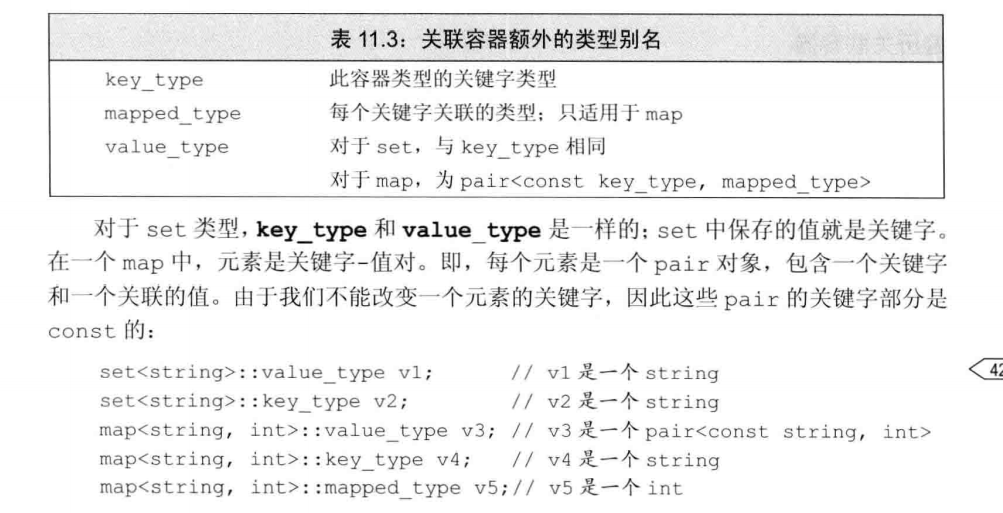 表 11.3：关联容器额外的类型别名
key_type 此容器类型的关键字类型
mapped_type 每个关键字关联的类型；只适用于 map
value_type 对于 set，与 key_type 相同
对于 map，为 pair<const key_type, mapped_type>
对于 set 类型，key_type 和 value_type 是一样的；set 中保存的值就是关键字。
在一个 map 中，元素是关键字-值对。即，每个元素是一个 pair 对象，包含一个关键字
和一个关联的值。由于我们不能改变一个元素的关键字，因此这些 pair 的关键字部分是
const 的：
set<string>::value_type v1; // v1 是一个 string
set<string>::key_type v2; // v2 是一个 string
map<string, int>::value_type v3; // v3 是一个 pair<const string, int>
map<string, int>::key_type v4; // v4 是一个 string
map<string, int>::mapped_type v5;// v5 是一个 int